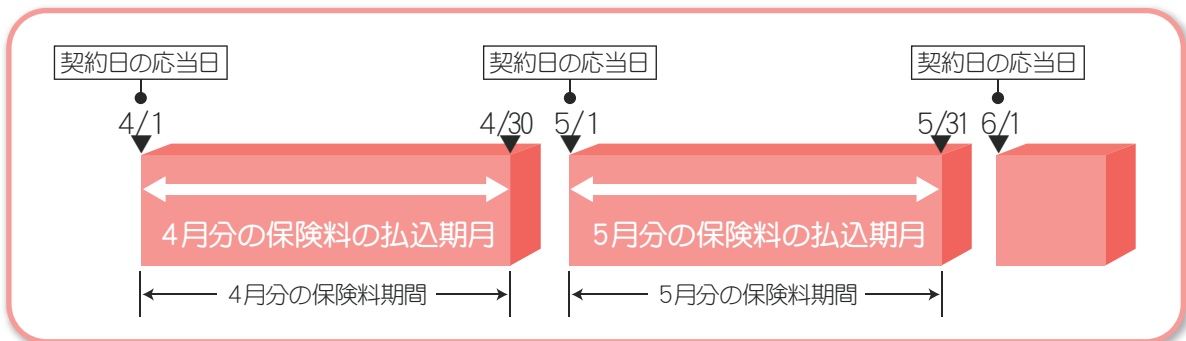 契約日の応当日 契約日の応当日 契約日の応当日
4/1 4/30 5/1 5/31 6/1
4月分の保険料の払込期月 5月分の保険料の払込期月
4月分の保険料期間 5月分の保険料期間